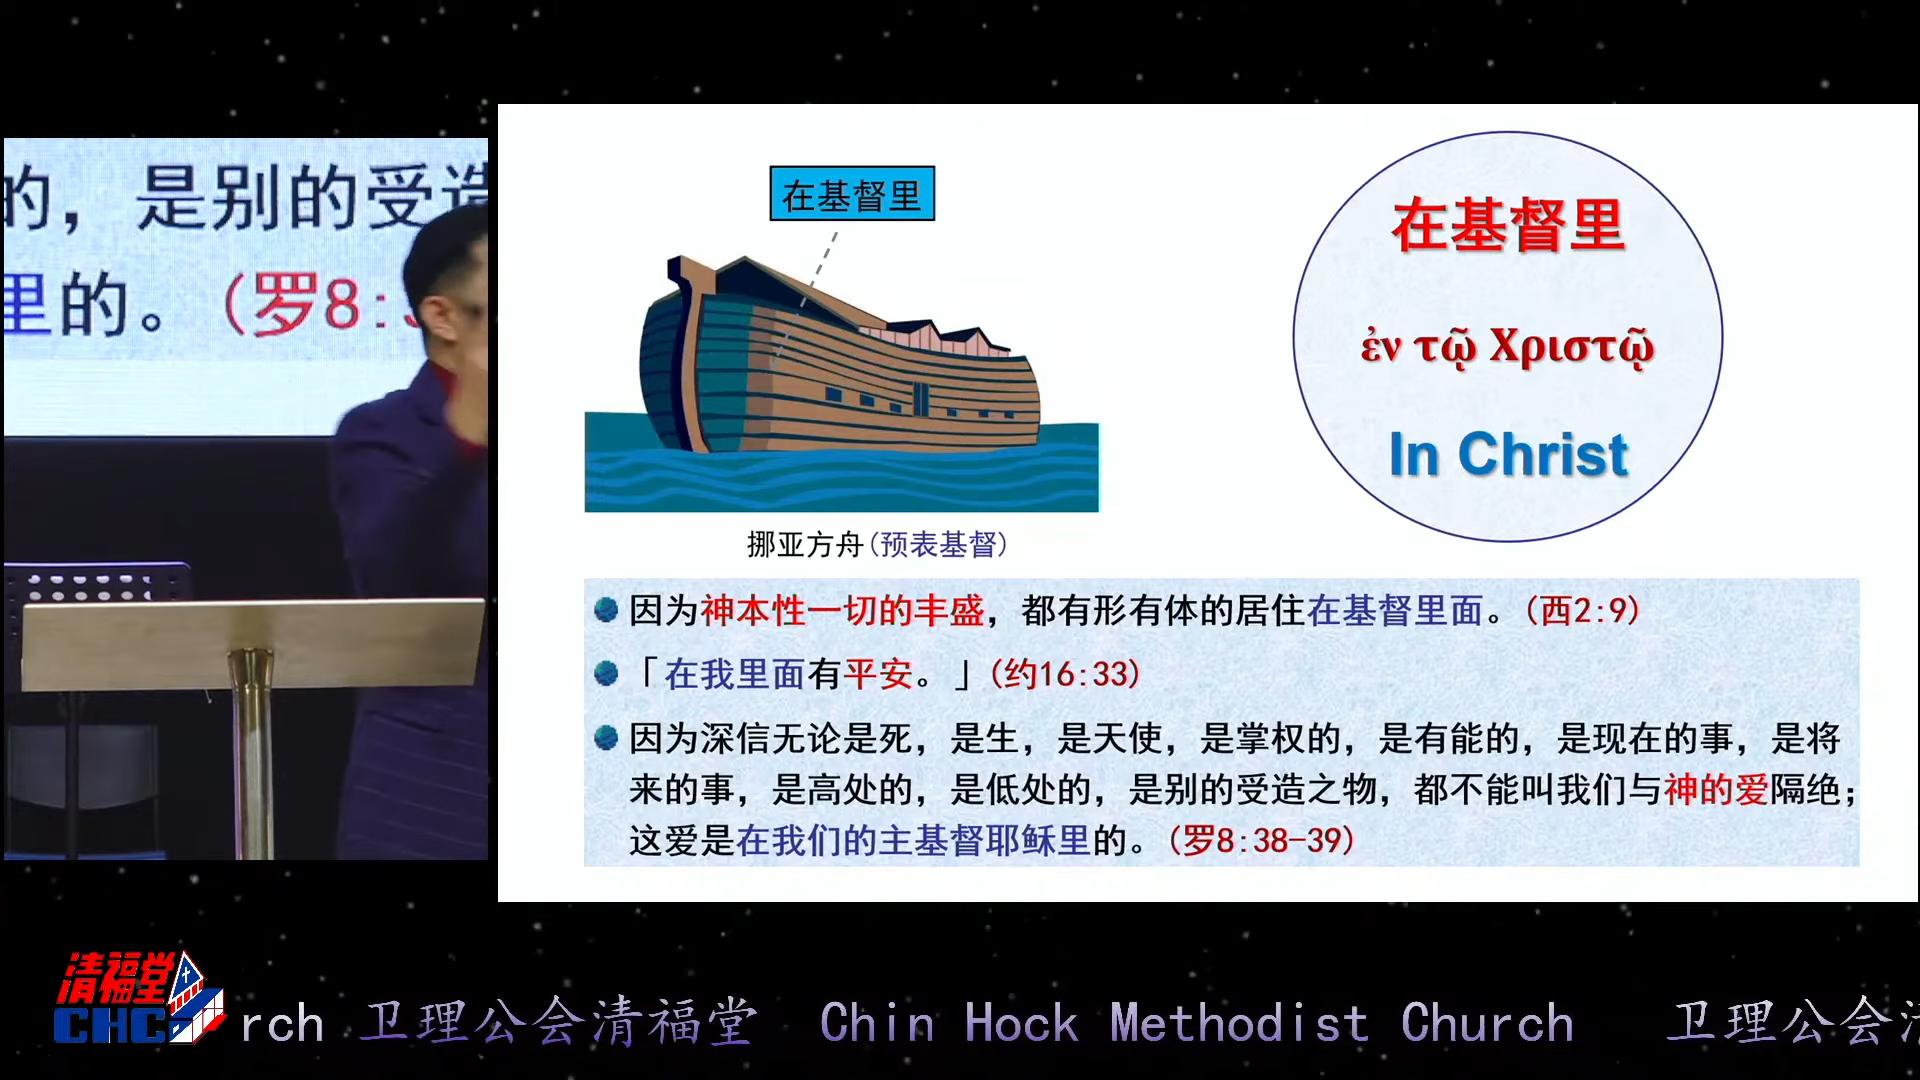 的，是别的受造
里的。（罗8:3
在基督里
挪亚方舟(预表基督)
在基督里
ἐν τῷ Χριστῷ
In Christ
因为神本性一切的丰盛，都有形有体的居住在基督里面。(西2:9)
「在我里面有平安。」(约16:33)
因为深信无论是死，是生，是天使，是掌权的，是有能的，是现在的事，是将
来的事，是高处的，是低处的，是别的受造之物，都不能叫我们与神的爱隔绝；
这爱是在我们的主基督耶稣里的。(罗8:38-39)
清福堂
CHC
rch 卫理公会清福堂 Chin Hock Methodist Church 卫理公会清